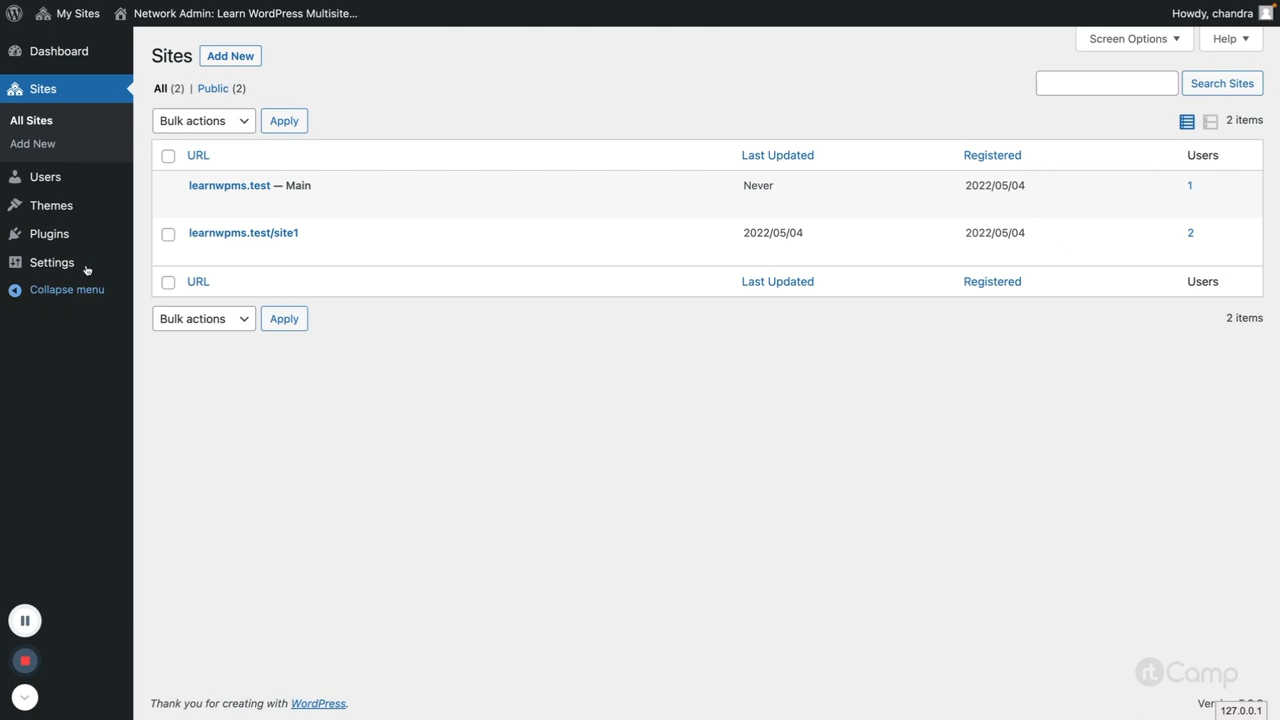 My Sites
Network Admin: Learn WordPress Multisite...
Howdy, chandra
Dashboard
Sites
All Sites
Add New
Users
Themes
Plugins
Settings
Collapse menu
Sites
Add New
Screen Options
Help
All (2) | Public (2)
Search Sites
Bulk actions
Apply
2 items
URL
Last Updated
Registered
Users
learnwpms.test — Main
Never
2022/05/04
1
learnwpms.test/site1
2022/05/04
2022/05/04
2
URL
Last Updated
Registered
Users
Bulk actions
Apply
2 items
rtCamp
Thank you for creating with WordPress.
127.0.0.1